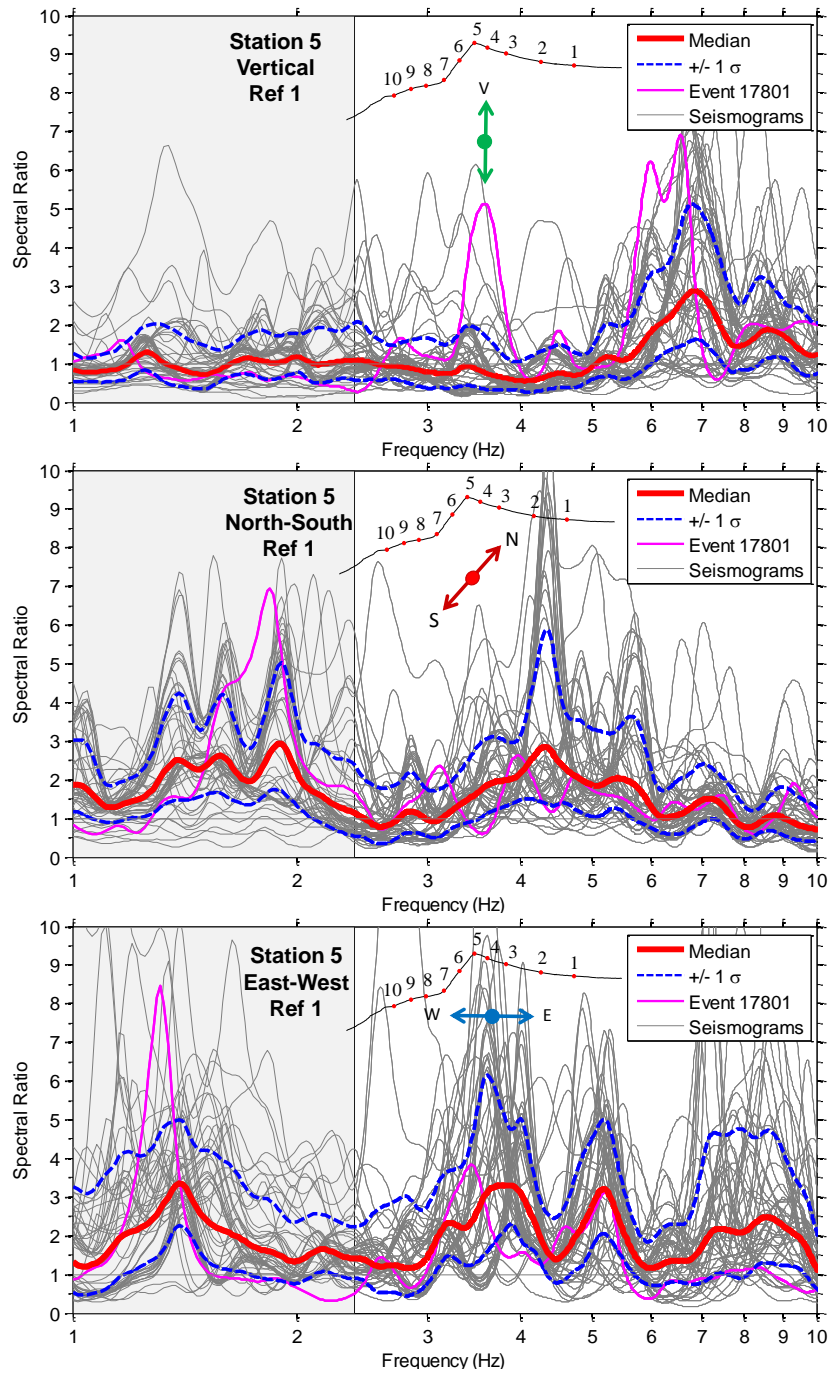 Station 5
Vertical
Ref 1
10 9 8 7 6 5 4 3 2 1
V
Median
+/- 1 σ
Event 17801
Seismograms
Spectral Ratio
10
9
8
7
6
5
4
3
2
1
0
1 2 3 4 5 6 7 8 9 10
Frequency (Hz)
Station 5
North-South
Ref 1
10 9 8 7 6 5 4 3 2 1
N
S
Median
+/- 1 σ
Event 17801
Seismograms
Spectral Ratio
10
9
8
7
6
5
4
3
2
1
0
1 2 3 4 5 6 7 8 9 10
Frequency (Hz)
Station 5
East-West
Ref 1
10 9 8 7 6 5 4 3 2 1
W E
Median
+/- 1 σ
Event 17801
Seismograms
Spectral Ratio
10
9
8
7
6
5
4
3
2
1
0
1 2 3 4 5 6 7 8 9 10
Frequency (Hz)